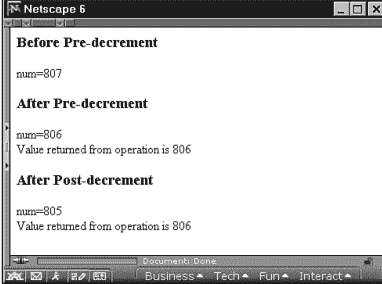 Netscape 6
Before Pre-decrement
num=807
After Pre-decrement
num=806
Value returned from operation is 806
After Post-decrement
num=805
Value returned from operation is 806
Document: Done
Business Tech Fun Interact